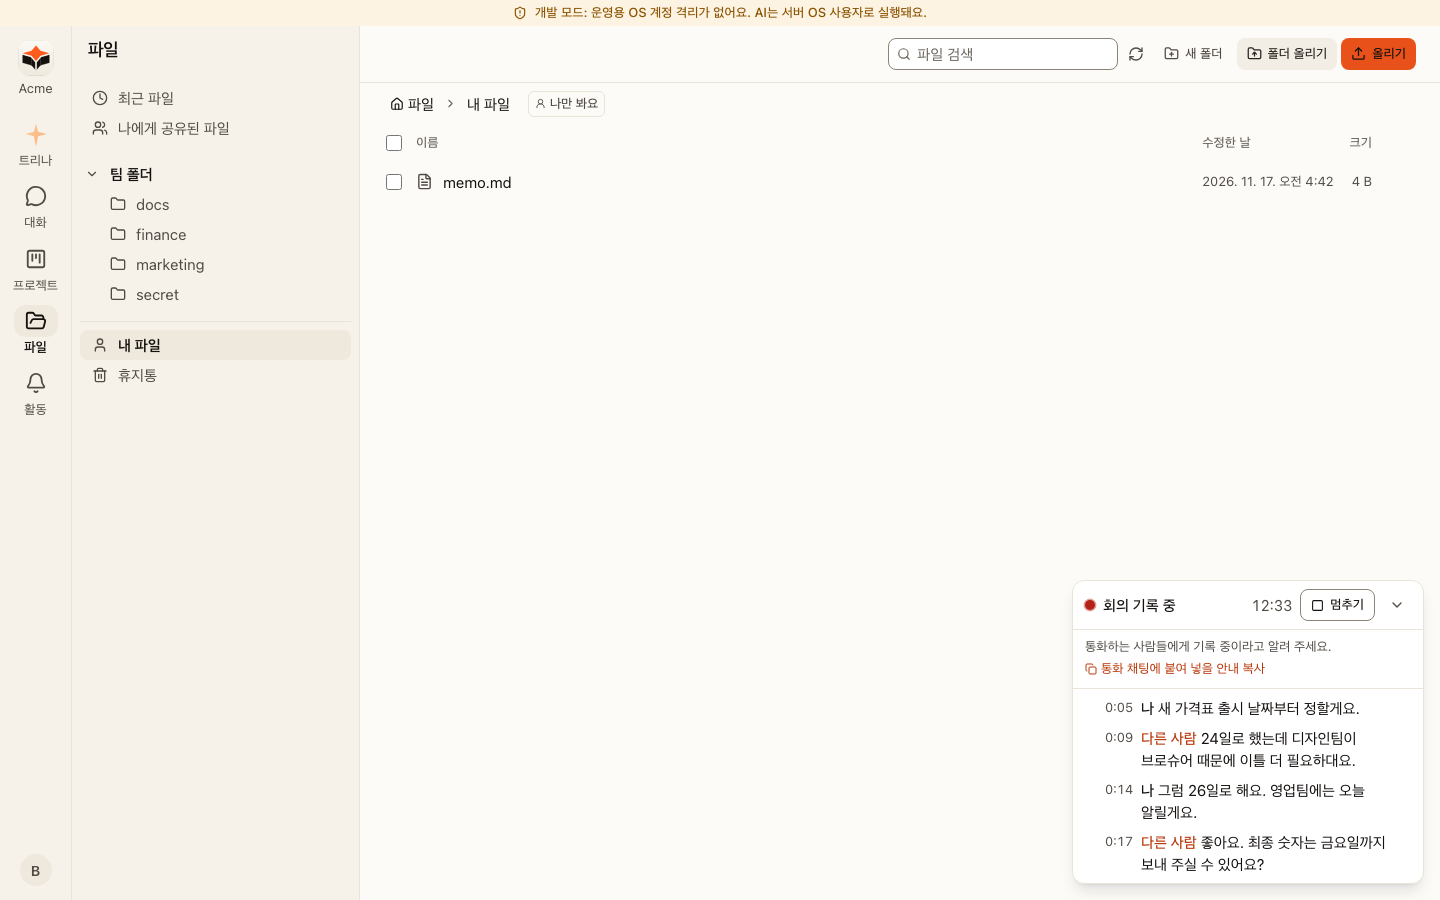 개발 모드: 운영용 OS 계정 격리가 없어요. AI는 서버 OS 사용자로 실행돼요.
Acme
트리나
대화
프로젝트
파일
활동
B
파일
최근 파일
나에게 공유된 파일
팀 폴더
docs
finance
marketing
secret
내 파일
휴지통
파일 검색
새 폴더
폴더 올리기
올리기
파일 내 파일 나만 봐요
이름 수정한 날 크기
memo.md 2026. 11. 17. 오전 4:42 4 B
회의 기록 중 12:33 멈추기
통화하는 사람들에게 기록 중이라고 알려 주세요.
통화 채팅에 붙여 넣을 안내 복사
0:05 나 새 가격표 출시 날짜부터 정할게요.
0:09 다른 사람 24일로 했는데 디자인팀이
브로슈어 때문에 이틀 더 필요하대요.
0:14 나 그럼 26일로 해요. 영업팀에는 오늘
알릴게요.
0:17 다른 사람 좋아요. 최종 숫자는 금요일까지
보내 주실 수 있어요?